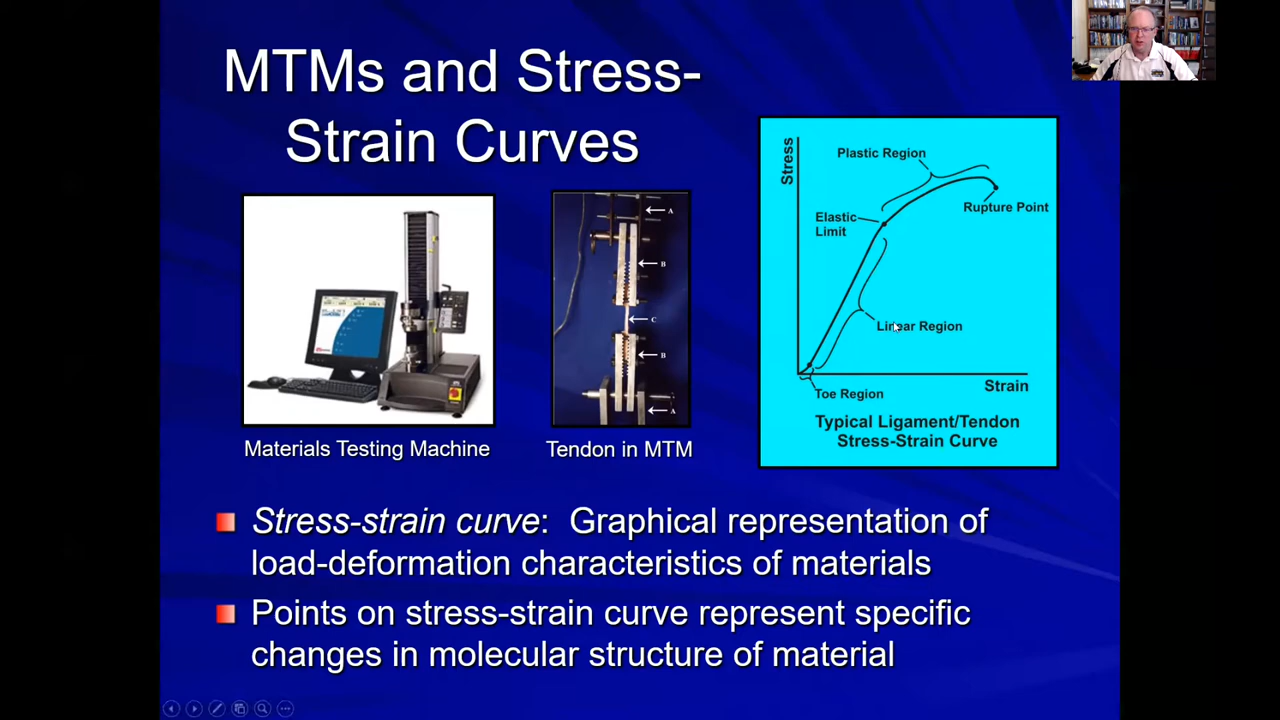 MTMs and Stress-
Strain Curves
A
B
C
B
A
Materials Testing Machine
Tendon in MTM
Stress
Plastic Region
Rupture Point
Elastic
Limit
Linear Region
Toe Region
Strain
Typical Ligament/Tendon
Stress-Strain Curve
Stress-strain curve: Graphical representation of
load-deformation characteristics of materials
Points on stress-strain curve represent specific
changes in molecular structure of material